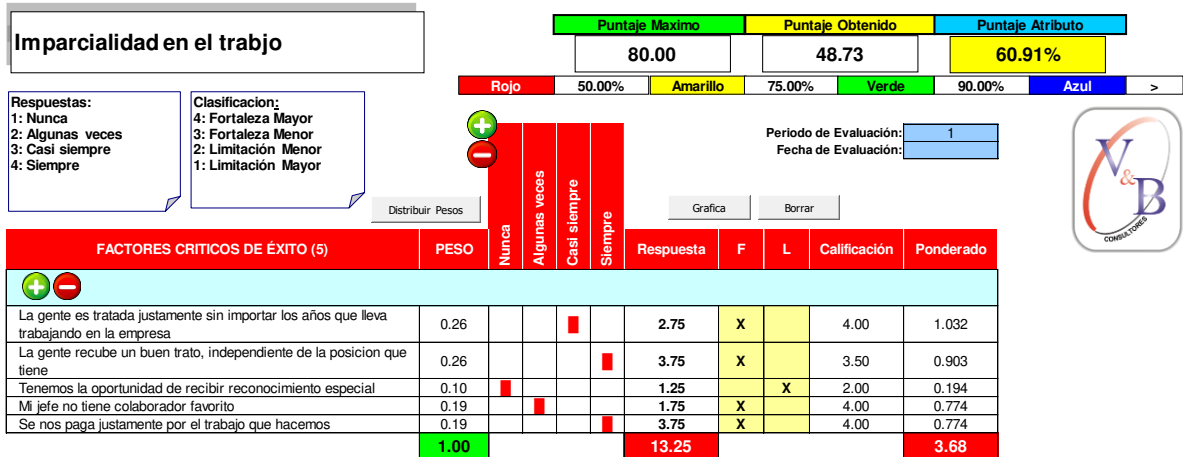 Imparcialidad en el trabjo
Puntaje Maximo Puntaje Obtenido Puntaje Atributo
80.00 48.73 60.91%
Rojo 50.00% Amarillo 75.00% Verde 90.00% Azul >
Respuestas:
1: Nunca
2: Algunas veces
3: Casi siempre
4: Siempre
Clasificacion:
4: Fortaleza Mayor
3: Fortaleza Menor
2: Limitación Menor
1: Limitación Mayor
Periodo de Evaluación: 1
Fecha de Evaluación:
V&B
CONSULTORES
Distribuir Pesos
Grafica
Borrar
FACTORES CRITICOS DE ÉXITO (5) PESO Nunca Algunas veces Casi siempre Siempre Respuesta F L Calificación Ponderado
La gente es tratada justamente sin importar los años que lleva
trabajando en la empresa 0.26 2.75 X 4.00 1.032
La gente recube un buen trato, independiente de la posicion que
tiene 0.26 3.75 X 3.50 0.903
Tenemos la oportunidad de recibir reconocimiento especial 0.10 1.25 X 2.00 0.194
Mi jefe no tiene colaborador favorito 0.19 1.75 X 4.00 0.774
Se nos paga justamente por el trabajo que hacemos 0.19 3.75 X 4.00 0.774
1.00 13.25 3.68